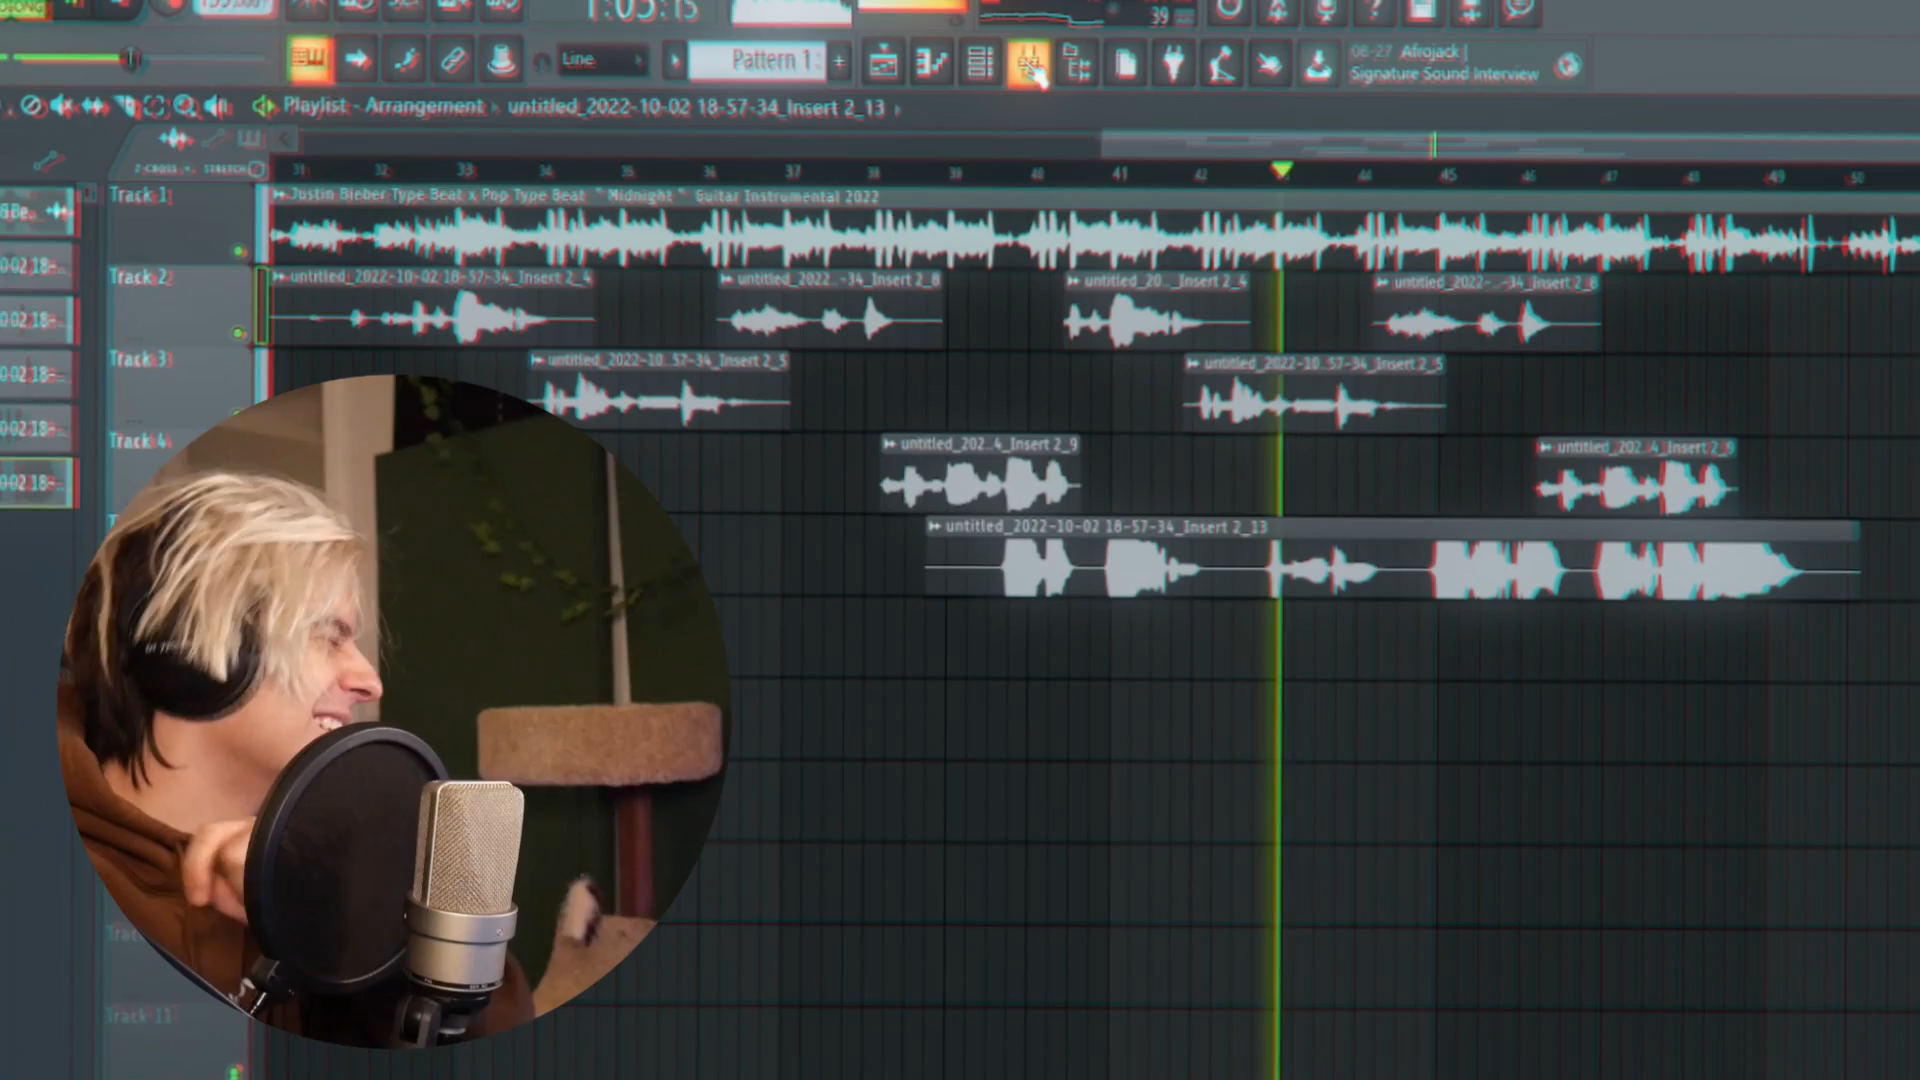 1:05:15
39
Line
Pattern 1
+
08-27 Afrojack |
Signature Sound Interview
Playlist - Arrangement › untitled_2022-10-02 18-57-34_Insert 2_13 ›
Z-CROSS STRETCH
31 32 33 34 35 36 37 38 39 40 41 42 44 45 46 47 48 49 50
Track 1
Justin Bieber Type Beat x Pop Type Beat "Midnight" Guitar Instrumental 2022
Track 2
untitled_2022-10-02 18-57-34_Insert 2_4
untitled_2022-..-34_Insert 2_8
untitled_20.._Insert 2_4
untitled_2022-..-34_Insert 2_8
Track 3
untitled_2022-10..57-34_Insert 2_5
untitled_2022-10..57-34_Insert 2_5
Track 4
untitled_202..4_Insert 2_9
untitled_202..4_Insert 2_9
untitled_2022-10-02 18-57-34_Insert 2_13
Track 11